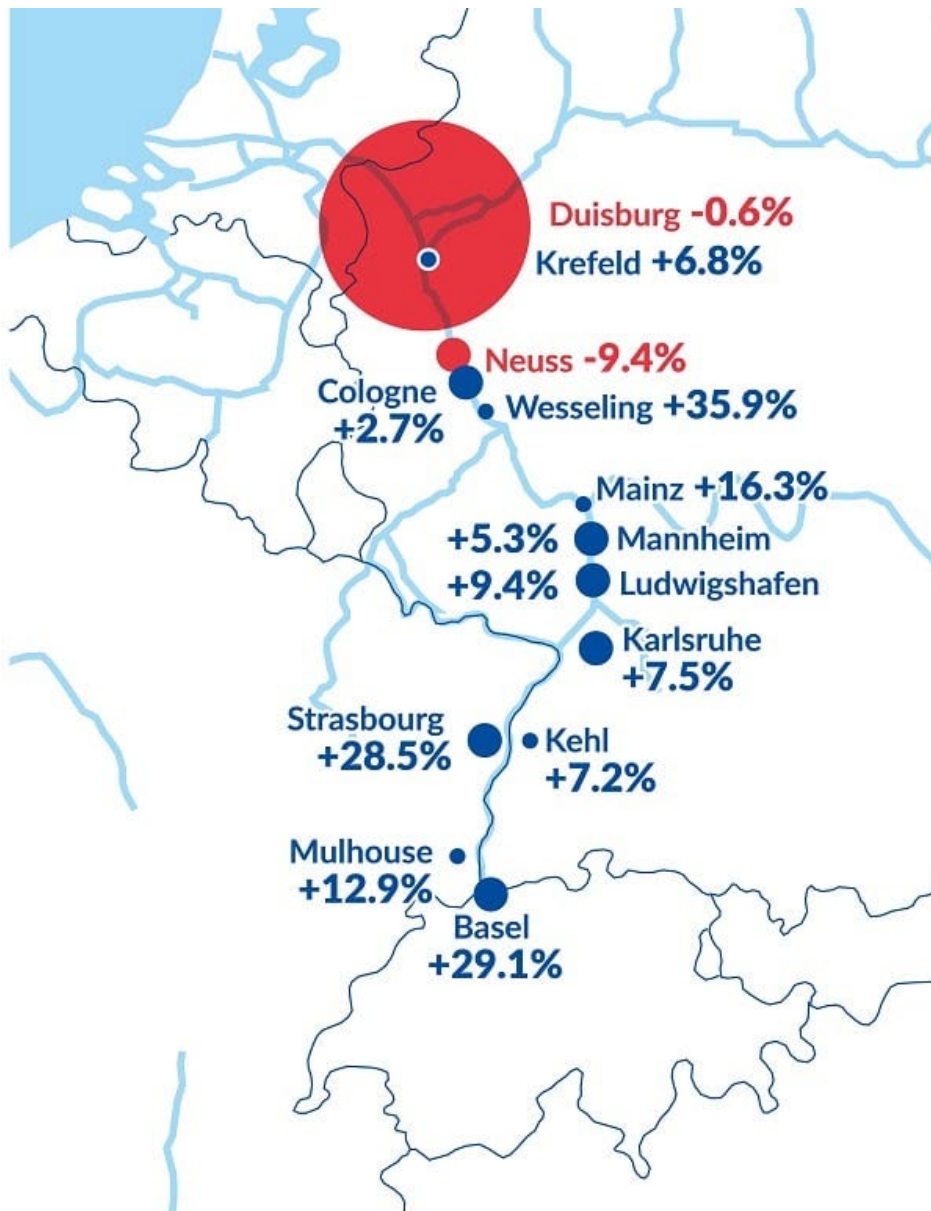 Duisburg -0.6%
Krefeld +6.8%
Neuss -9.4%
Cologne
+2.7%
Wesseling +35.9%
Mainz +16.3%
+5.3% Mannheim
+9.4% Ludwigshafen
Karlsruhe
+7.5%
Strasbourg
+28.5%
Kehl
+7.2%
Mulhouse
+12.9%
Basel
+29.1%